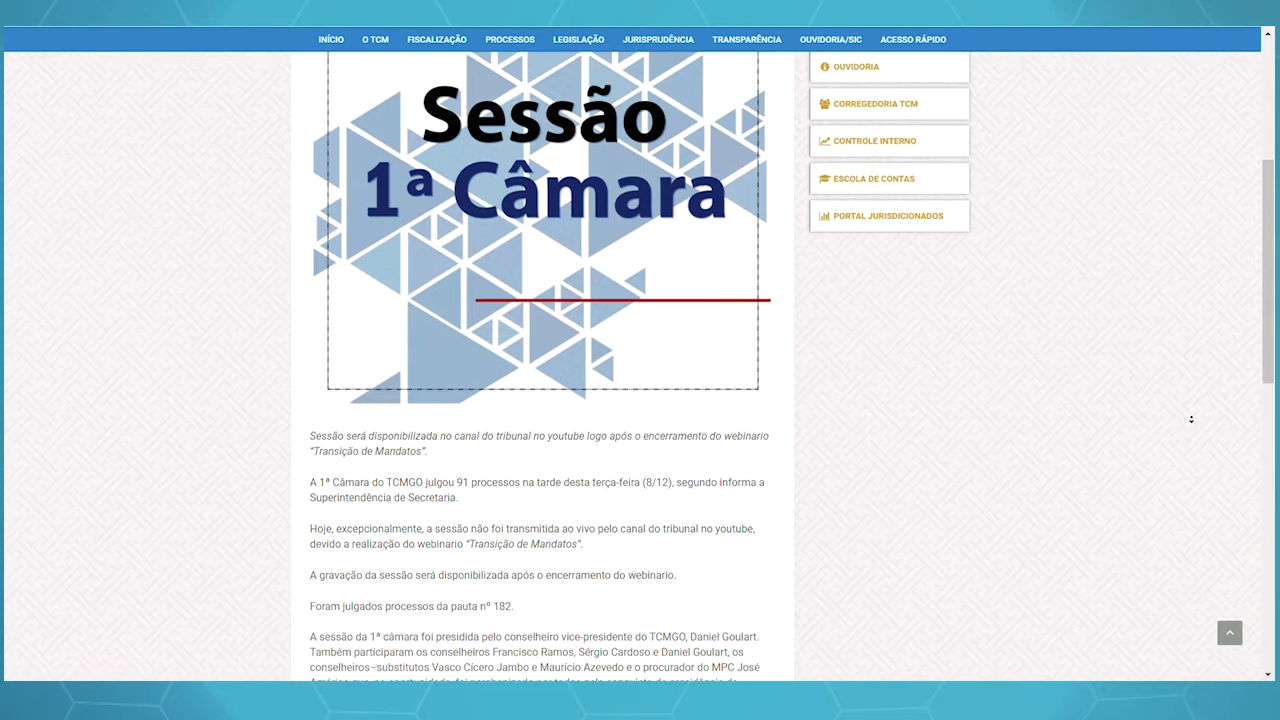 INÍCIO O TCM FISCALIZAÇÃO PROCESSOS LEGISLAÇÃO JURISPRUDÊNCIA TRANSPARÊNCIA OUVIDORIA/SIC ACESSO RÁPIDO
Sessão
1ª Câmara
OUVIDORIA
CORREGEDORIA TCM
CONTROLE INTERNO
ESCOLA DE CONTAS
PORTAL JURISDICIONADOS
Sessão será disponibilizada no canal do tribunal no youtube logo após o encerramento do webinario
“Transição de Mandatos”.
A 1ª Câmara do TCMGO julgou 91 processos na tarde desta terça-feira (8/12), segundo informa a
Superintendência de Secretaria.
Hoje, excepcionalmente, a sessão não foi transmitida ao vivo pelo canal do tribunal no youtube,
devido a realização do webinario “Transição de Mandatos”.
A gravação da sessão será disponibilizada após o encerramento do webinario.
Foram julgados processos da pauta nº 182.
A sessão da 1ª câmara foi presidida pelo conselheiro vice-presidente do TCMGO, Daniel Goulart.
Também participaram os conselheiros Francisco Ramos, Sérgio Cardoso e Daniel Goulart, os
conselheiros–substitutos Vasco Cícero Jambo e Maurício Azevedo e o procurador do MPC José